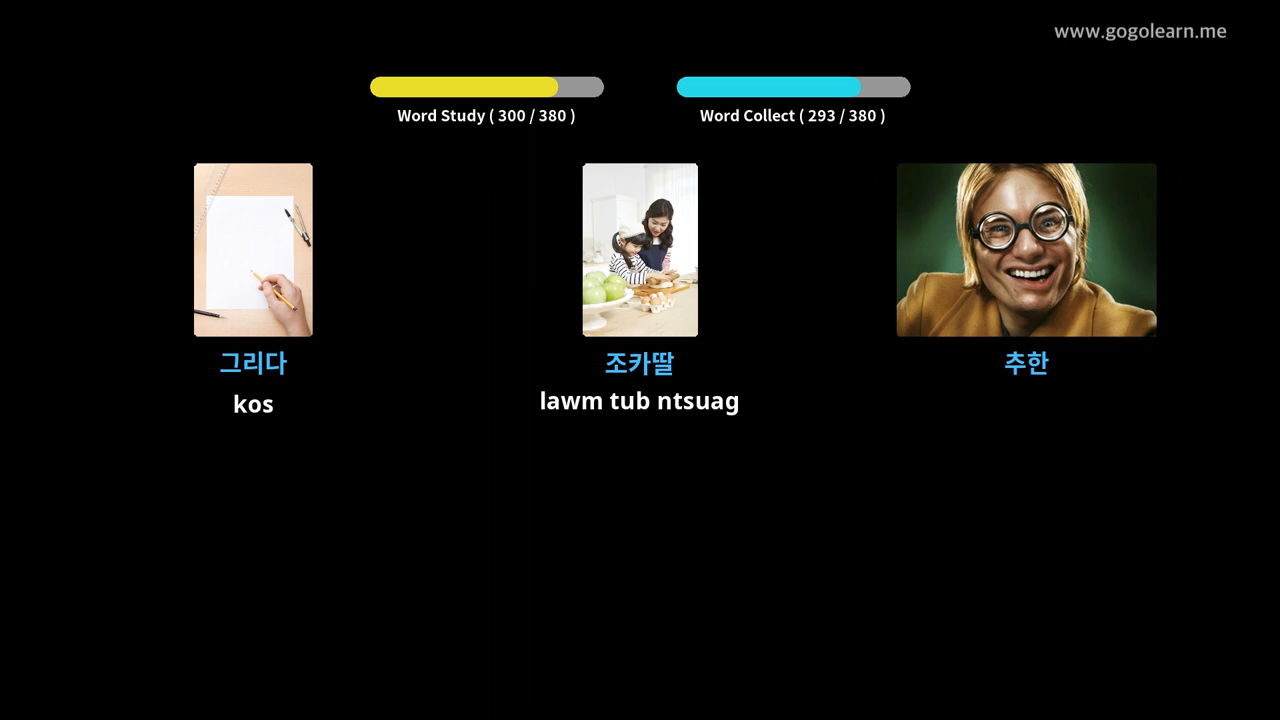 www.gogolearn.me
Word Study ( 300 / 380 )
Word Collect ( 293 / 380 )
그리다
조카딸
추한
kos
lawm tub ntsuag